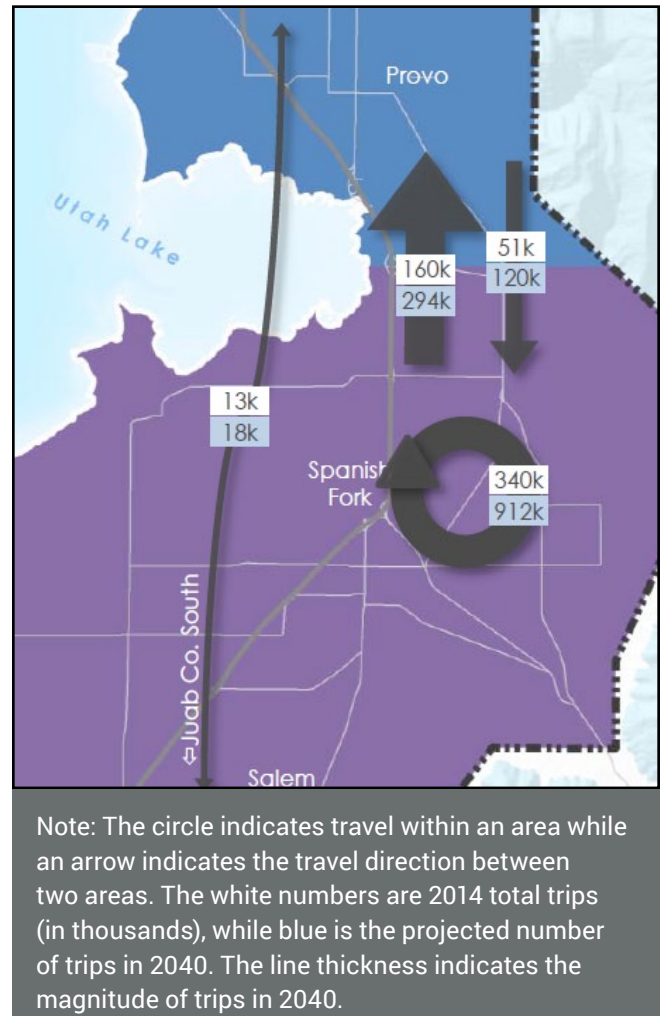 Provo
Utah Lake
51k
120k
160k
294k
13k
18k
Spanish
Fork
340k
912k
⇦Juab Co. South
Salem
Note: The circle indicates travel within an area while
an arrow indicates the travel direction between
two areas. The white numbers are 2014 total trips
(in thousands), while blue is the projected number
of trips in 2040. The line thickness indicates the
magnitude of trips in 2040.